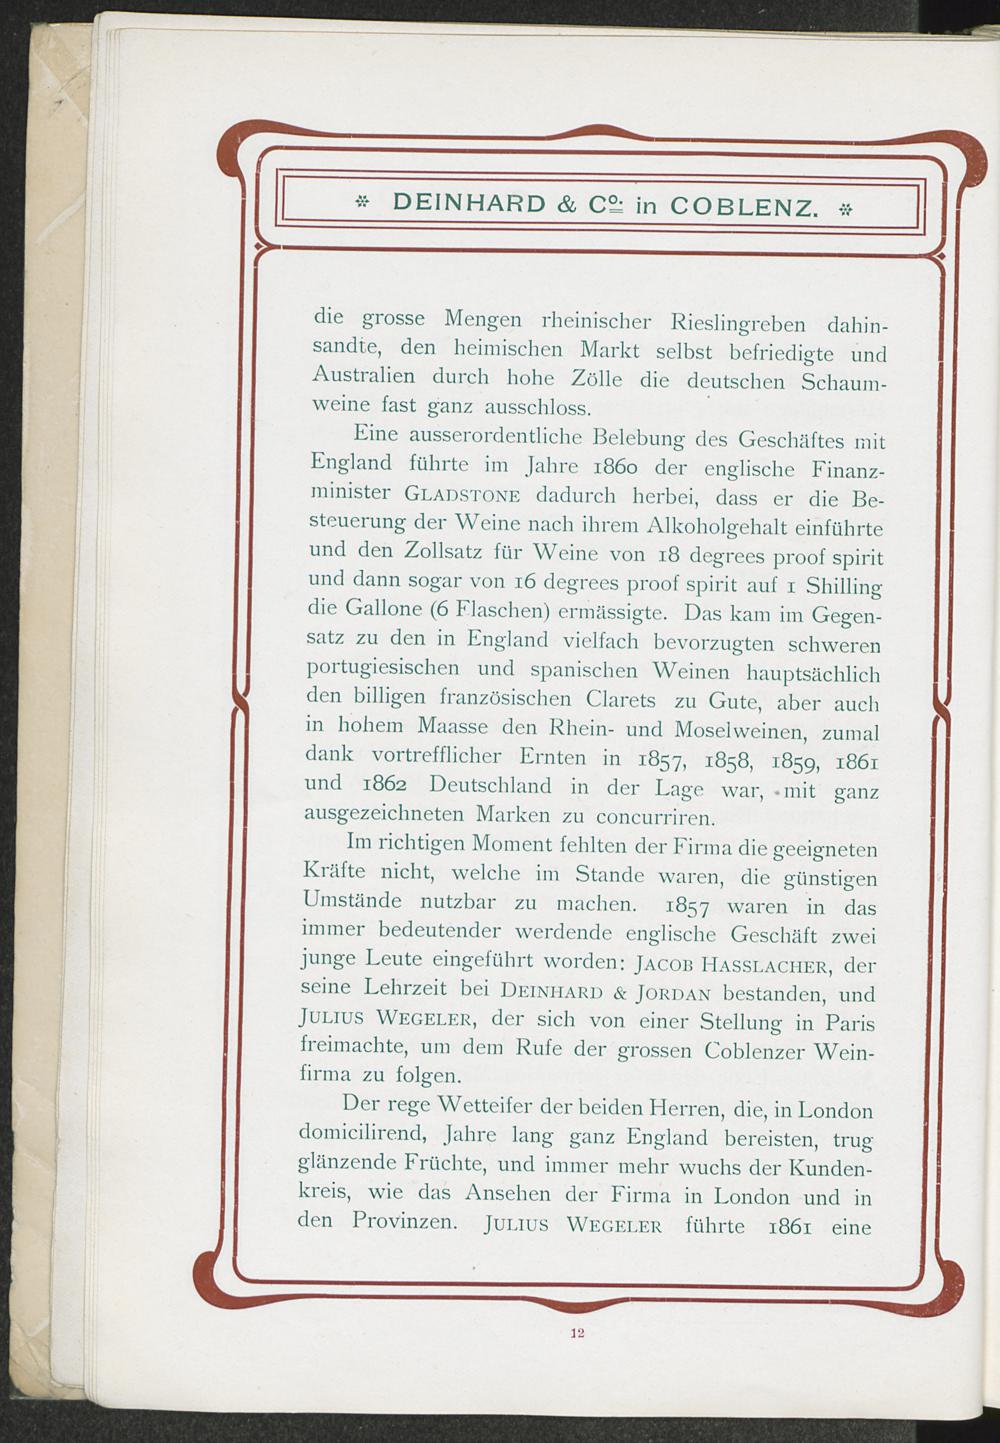 DEINHARD & Co. in COBLENZ.
die grosse Mengen rheinischer Rieslingreben dahin-
sandte, den heimischen Markt selbst befriedigte und
Australien durch hohe Zölle die deutschen Schaum-
weine fast ganz ausschloss.
Eine ausserordentliche Belebung des Geschäftes mit
England führte im Jahre 1860 der englische Finanz-
minister GLADSTONE dadurch herbei, dass er die Be-
steuerung der Weine nach ihrem Alkoholgehalt einführte
und den Zollsatz für Weine von 18 degrees proof spirit
und dann sogar von 16 degrees proof spirit auf 1 Shilling
die Gallone (6 Flaschen) ermässigte. Das kam im Gegen-
satz zu den in England vielfach bevorzugten schweren
portugiesischen und spanischen Weinen hauptsächlich
den billigen französischen Clarets zu Gute, aber auch
in hohem Maasse den Rhein- und Moselweinen, zumal
dank vortrefflicher Ernten in 1857, 1858, 1859, 1861
und 1862 Deutschland in der Lage war, mit ganz
ausgezeichneten Marken zu concurriren.
Im richtigen Moment fehlten der Firma die geeigneten
Kräfte nicht, welche im Stande waren, die günstigen
Umstände nutzbar zu machen. 1857 waren in das
immer bedeutender werdende englische Geschäft zwei
junge Leute eingeführt worden: JACOB HASSLACHER, der
seine Lehrzeit bei DEINHARD & JORDAN bestanden, und
JULIUS WEGELER, der sich von einer Stellung in Paris
freimachte, um dem Rufe der grossen Coblenzer Wein-
firma zu folgen.
Der rege Wetteifer der beiden Herren, die, in London
domicilirend, Jahre lang ganz England bereisten, trug
glänzende Früchte, und immer mehr wuchs der Kunden-
kreis, wie das Ansehen der Firma in London und in
den Provinzen. JULIUS WEGELER führte 1861 eine
12